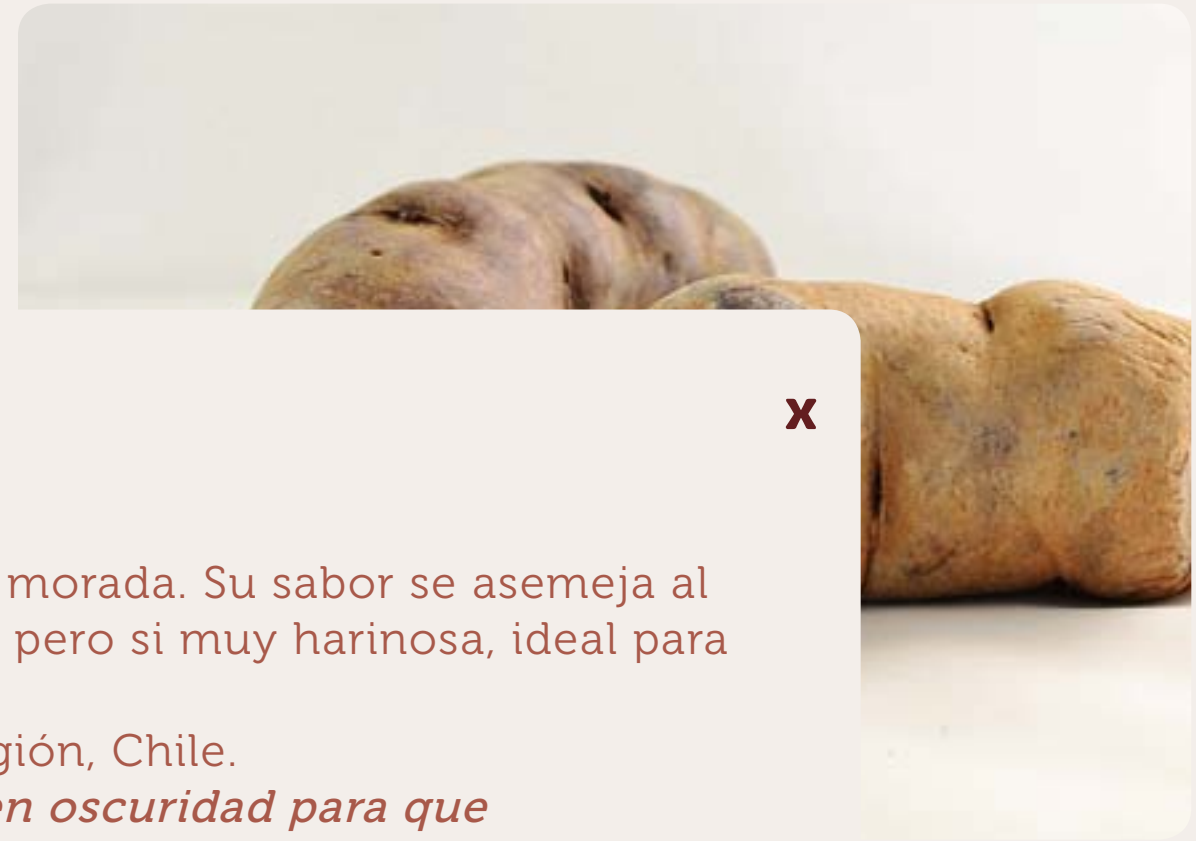 x
morada. Su sabor se asemeja al
pero si muy harinosa, ideal para
gión, Chile.
en oscuridad para que